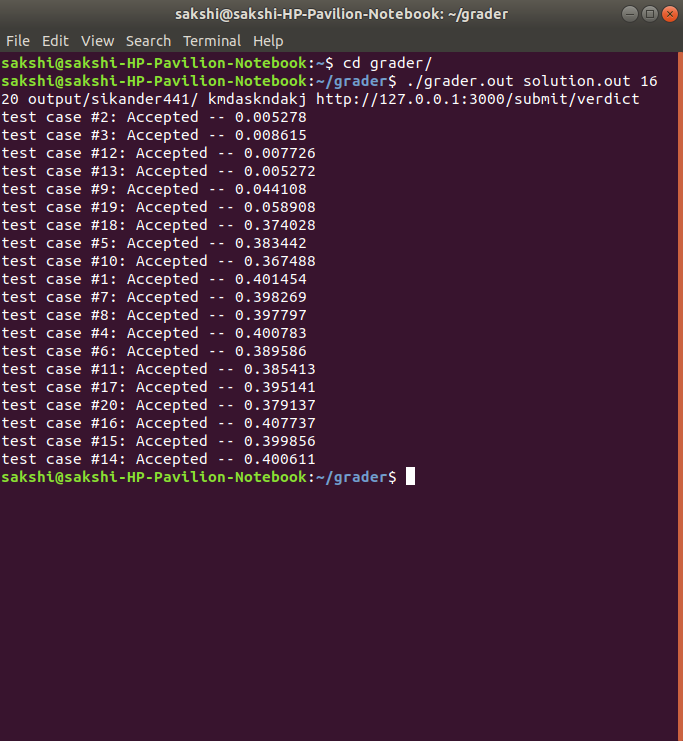 sakshi@sakshi-HP-Pavilion-Notebook: ~/grader
File Edit View Search Terminal Help
sakshi@sakshi-HP-Pavilion-Notebook:~$ cd grader/
sakshi@sakshi-HP-Pavilion-Notebook:~/grader$ ./grader.out solution.out 16
20 output/sikander441/ kmdaskndakj http://127.0.0.1:3000/submit/verdict
test case #2: Accepted -- 0.005278
test case #3: Accepted -- 0.008615
test case #12: Accepted -- 0.007726
test case #13: Accepted -- 0.005272
test case #9: Accepted -- 0.044108
test case #19: Accepted -- 0.058908
test case #18: Accepted -- 0.374028
test case #5: Accepted -- 0.383442
test case #10: Accepted -- 0.367488
test case #1: Accepted -- 0.401454
test case #7: Accepted -- 0.398269
test case #8: Accepted -- 0.397797
test case #4: Accepted -- 0.400783
test case #6: Accepted -- 0.389586
test case #11: Accepted -- 0.385413
test case #17: Accepted -- 0.395141
test case #20: Accepted -- 0.379137
test case #16: Accepted -- 0.407737
test case #15: Accepted -- 0.399856
test case #14: Accepted -- 0.400611
sakshi@sakshi-HP-Pavilion-Notebook:~/grader$